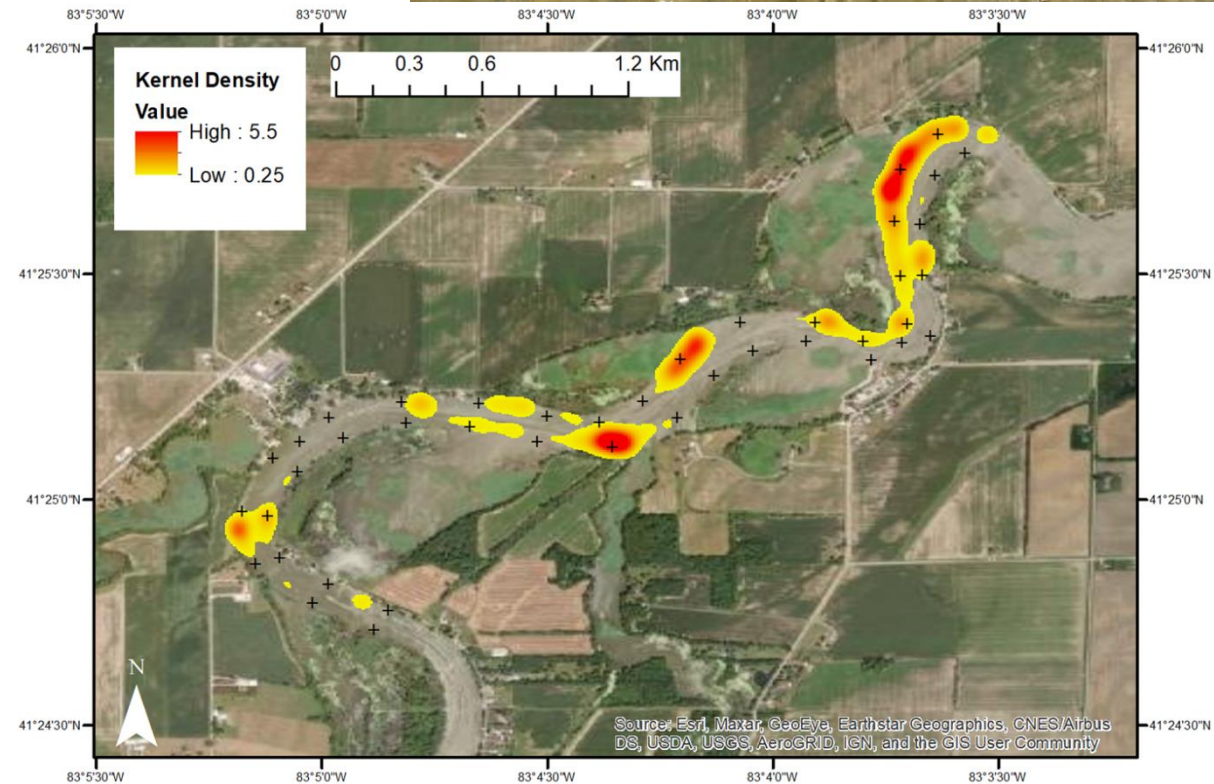 83°5'30"W 83°5'0"W 83°4'30"W 83°4'0"W 83°3'30"W
41°26'0"N 41°26'0"N
Kernel Density
Value
High : 5.5
Low : 0.25
0 0.3 0.6 1.2 Km
41°25'30"N 41°25'30"N
41°25'0"N 41°25'0"N
N
41°24'30"N 41°24'30"N
Source: Esri, Maxar, GeoEye, Earthstar Geographics, CNES/Airbus
DS, USDA, USGS, AeroGRID, IGN, and the GIS User Community
83°5'30"W 83°5'0"W 83°4'30"W 83°4'0"W 83°3'30"W